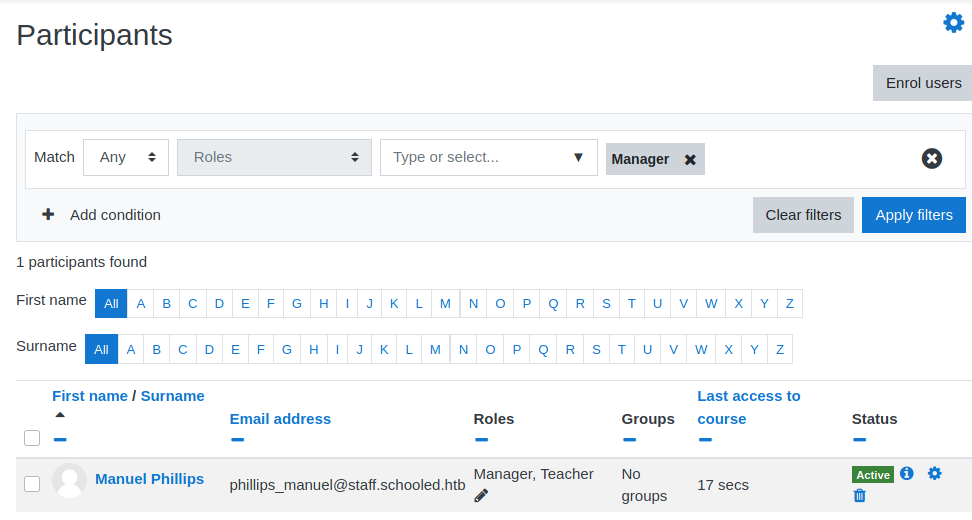 Participants
Enrol users
Match Any Roles Type or select... Manager
Add condition Clear filters Apply filters
1 participants found
First name All A B C D E F G H I J K L M N O P Q R S T U V W X Y Z
Surname All A B C D E F G H I J K L M N O P Q R S T U V W X Y Z
First name / Surname Email address Roles Groups Last access to course Status
Manuel Phillips phillips_manuel@staff.schooled.htb Manager, Teacher No groups 17 secs Active